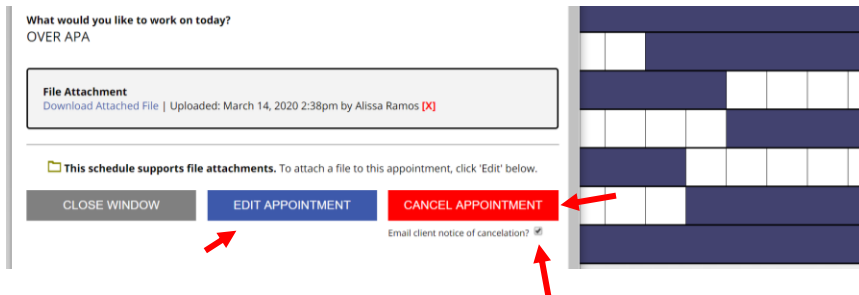 What would you like to work on today?
OVER APA
File Attachment
Download Attached File | Uploaded: March 14, 2020 2:38pm by Alissa Ramos [X]
This schedule supports file attachments. To attach a file to this appointment, click 'Edit' below.
CLOSE WINDOW EDIT APPOINTMENT CANCEL APPOINTMENT
Email client notice of cancelation?